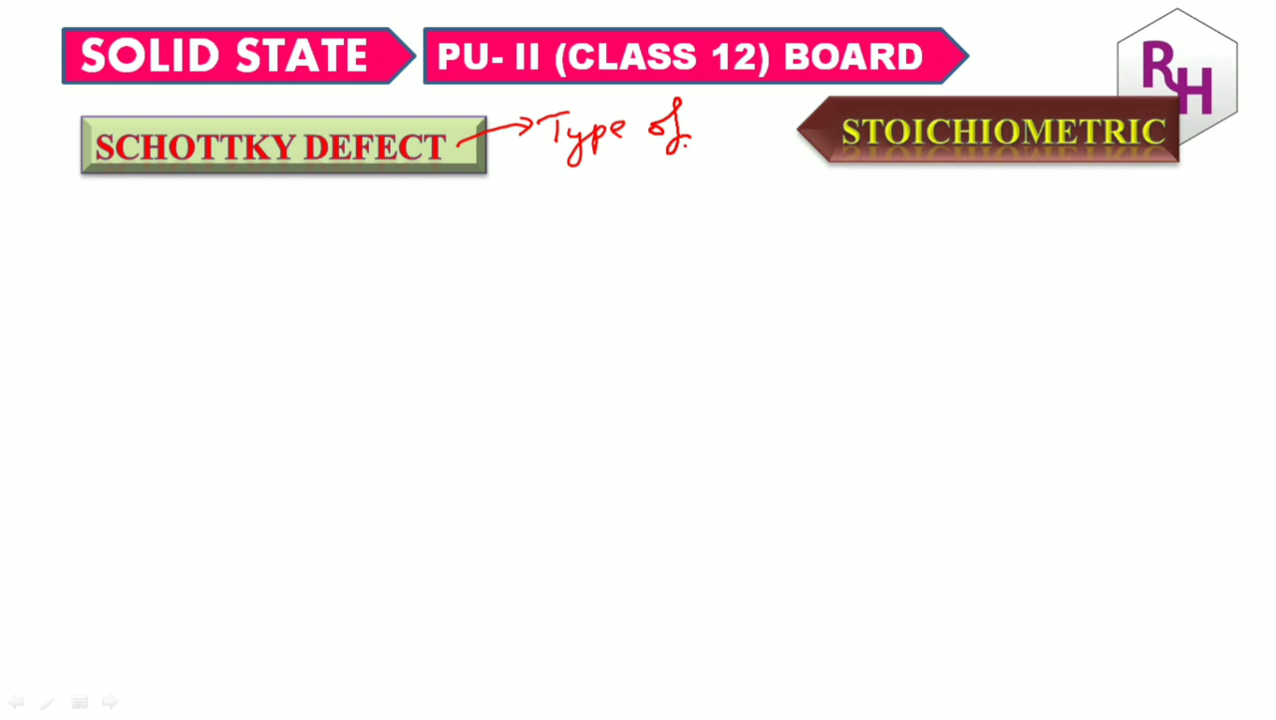 SOLID STATE PU- II (CLASS 12) BOARD
RH
SCHOTTKY DEFECT Type of STOICHIOMETRIC